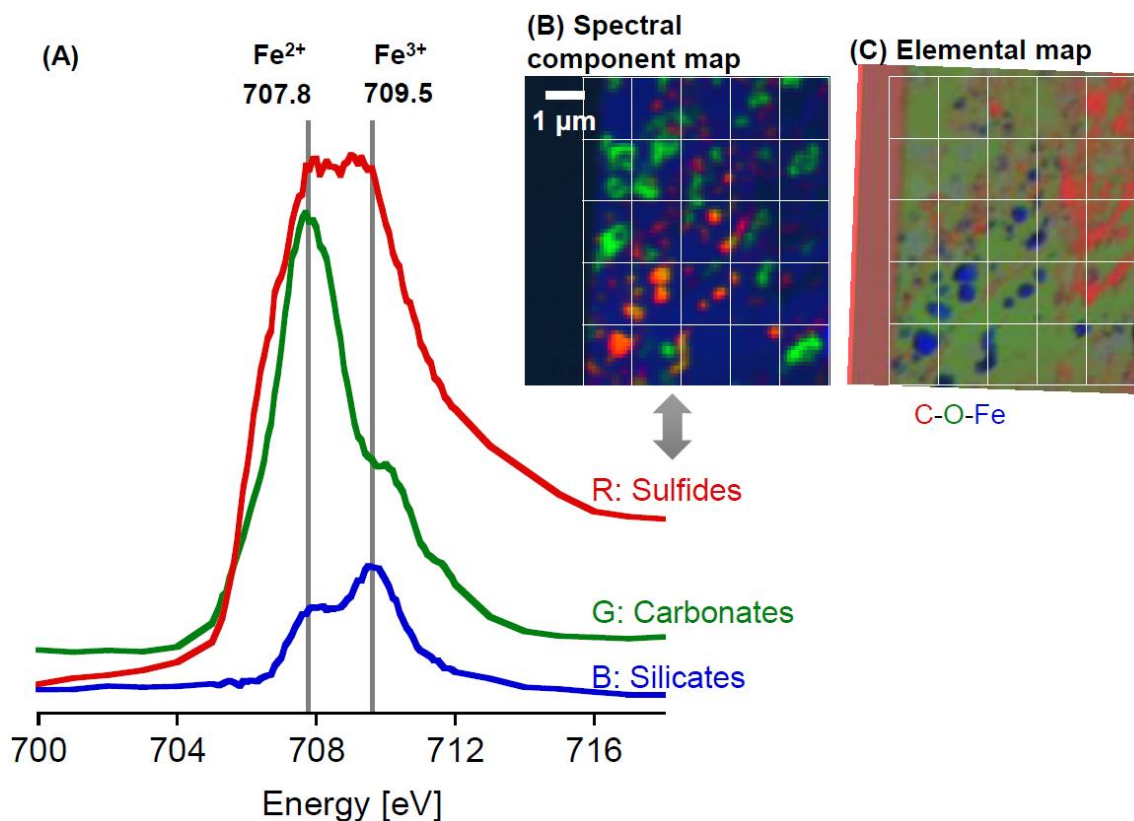 (A)
Fe2+
707.8
Fe3+
709.5
(B) Spectral
component map
1 µm
(C) Elemental map
C-O-Fe
R: Sulfides
G: Carbonates
B: Silicates
700
704
708
712
716
Energy [eV]